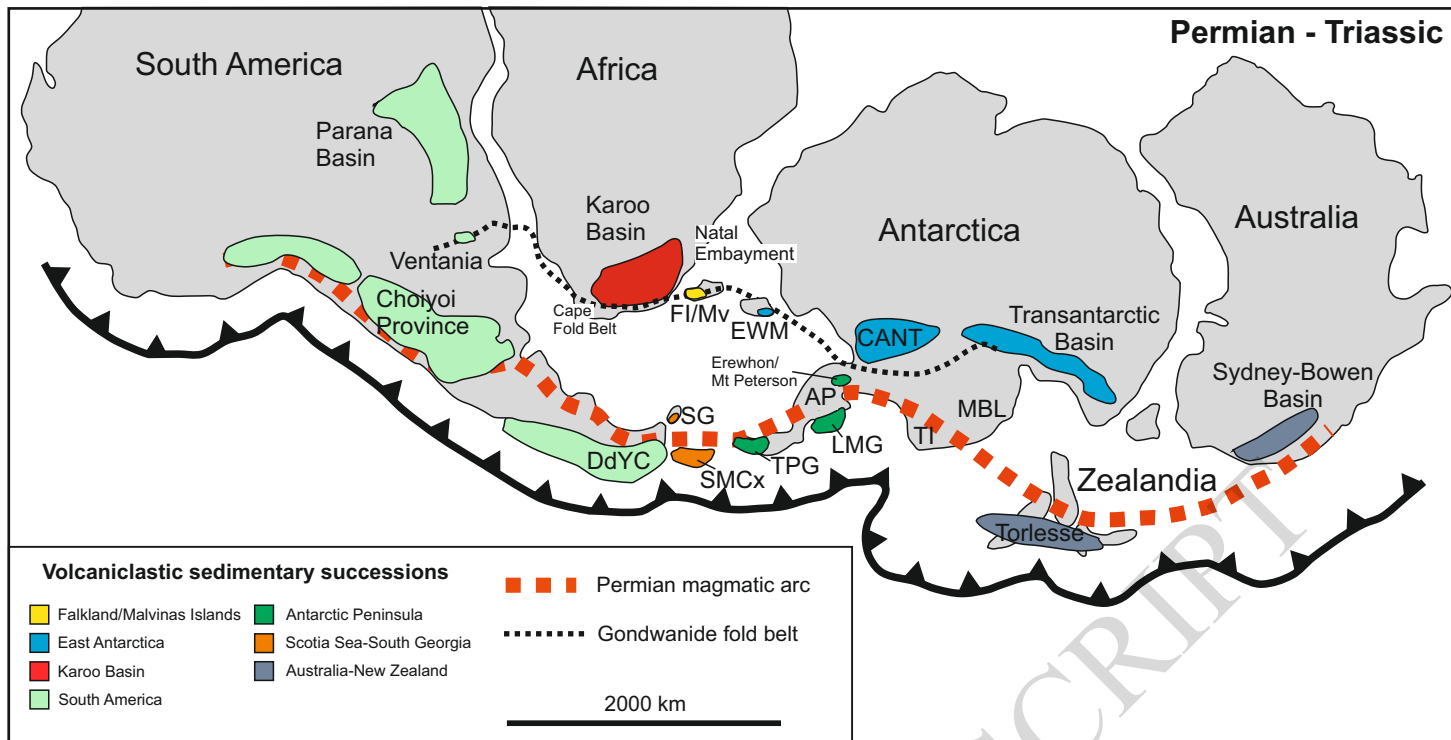 Permian - Triassic
South America
Africa
Parana
Basin
Karoo
Basin
Natal
Embayment
Antarctica
Australia
Ventania
Choiyoi
Province
Cape
Fold Belt
FI/Mv
EWM
CANT
Transantarctic
Basin
Erewhon/
Mt Peterson
Sydney-Bowen
Basin
AP
MBL
TI
SG
LMG
DdYC
SMCx
TPG
Zealandia
Torlesse
Volcaniclastic sedimentary successions
Falkland/Malvinas Islands
East Antarctica
Karoo Basin
South America
Antarctic Peninsula
Scotia Sea-South Georgia
Australia-New Zealand
Permian magmatic arc
Gondwanide fold belt
2000 km
SCRIPT